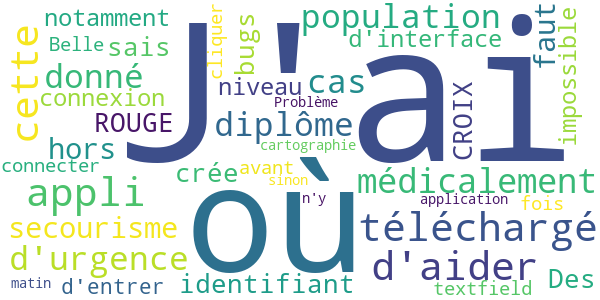 notamment
J'ai
population
faut
cette
Belle
sais
cliquer
bugs
d'interface
impossible
donné
niveau
cas
connexion
Problème
ROUGE
diplôme
CROIX
hors
cartographie
connecter
crée
avant
médicalement
sinon
où
appli
n'y
application
fois
secourisme
téléchargé
d'urgence
d'aider
Des
matin
d'entrer
identifiant
textfield